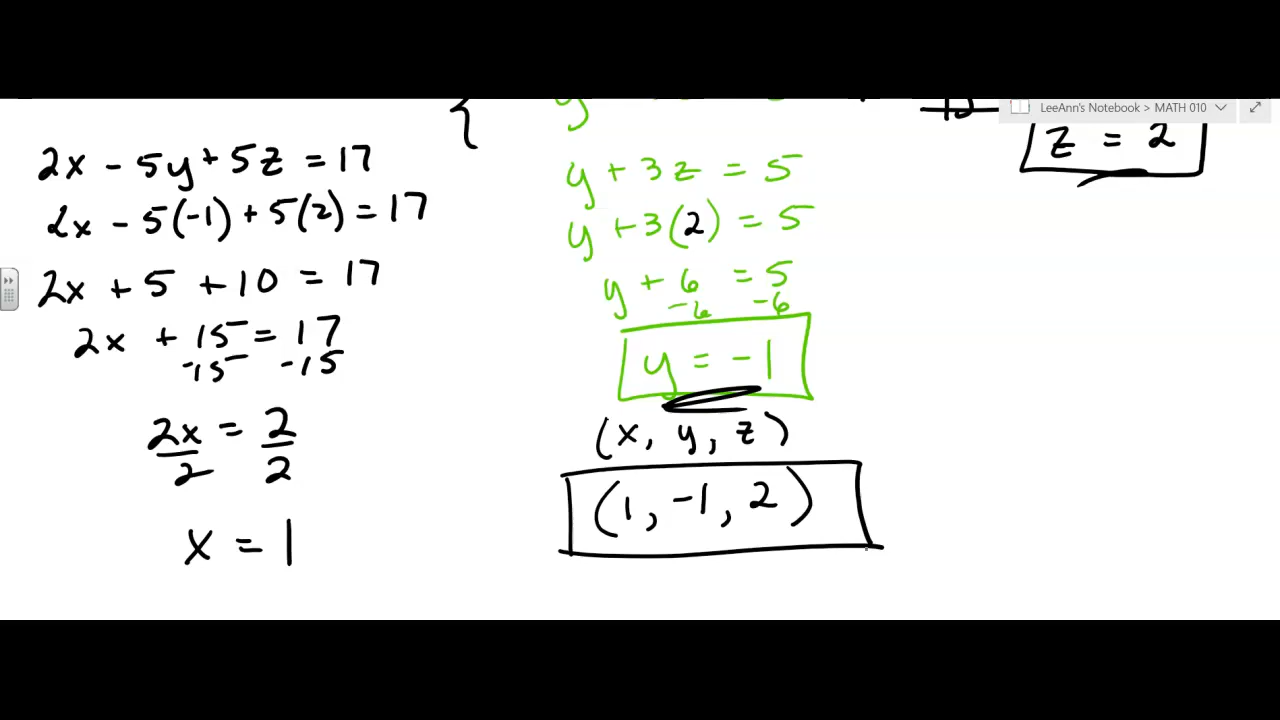 LeeAnn's Notebook > MATH 010
z = 2
2x - 5y + 5z = 17
2x - 5(-1) + 5(2) = 17
2x + 5 + 10 = 17
2x + 15 = 17
-15 -15
2x = 2
2 2
x = 1
y + 3z = 5
y + 3(2) = 5
y + 6 = 5
-6 -6
y = -1
(x, y, z)
(1, -1, 2)